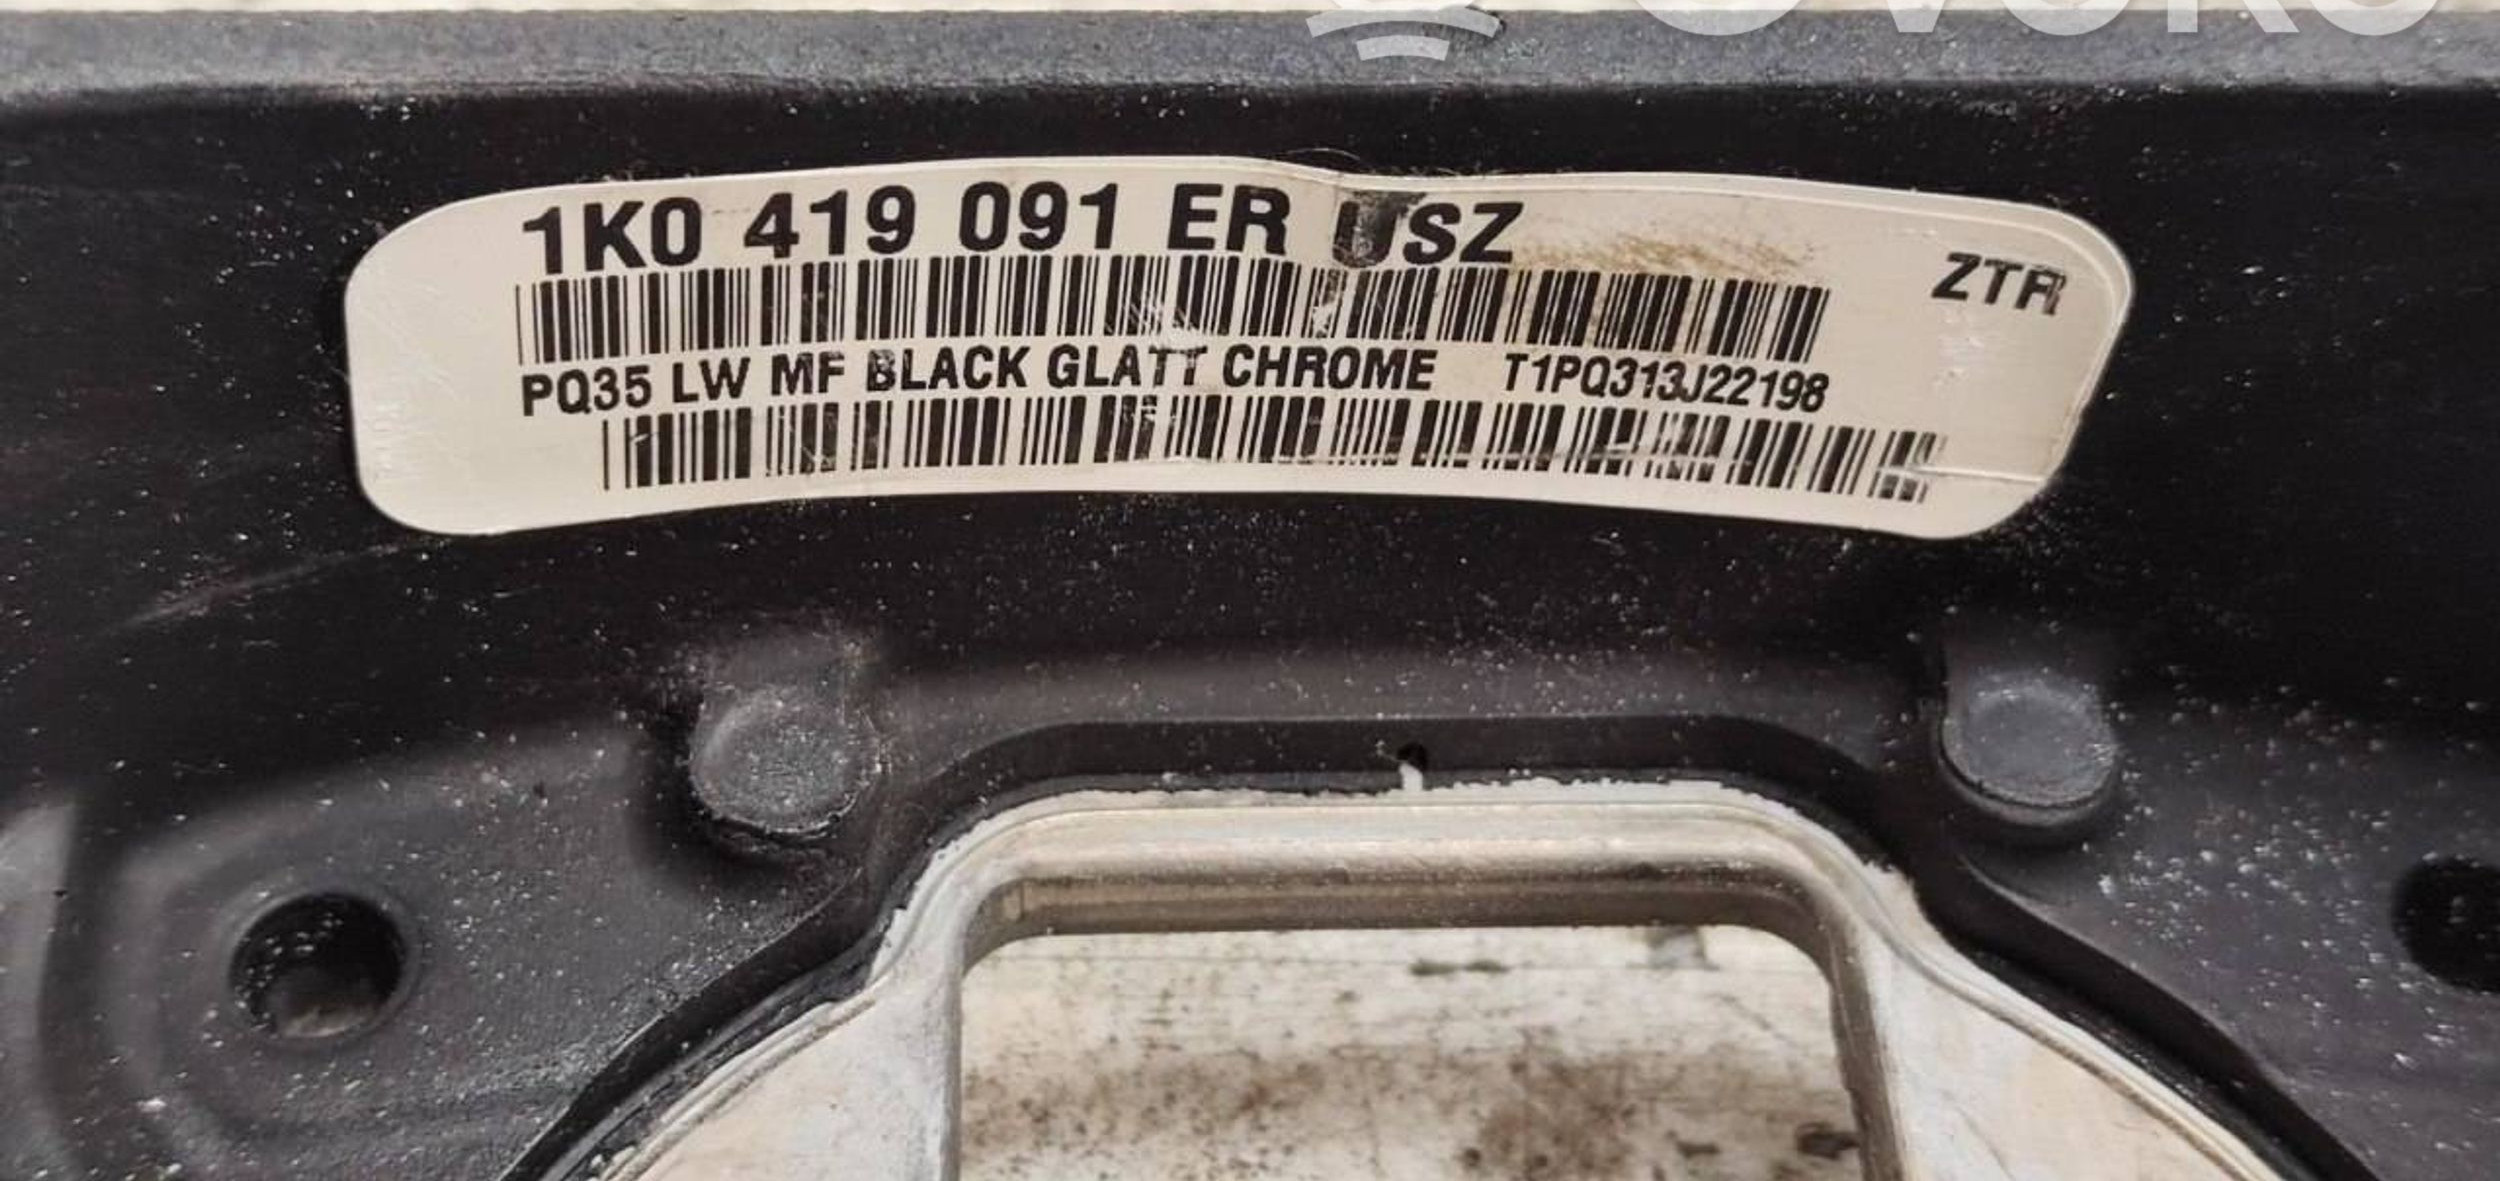 1K0 419 091 ER USZ
ZTR
PQ35 LW MF BLACK GLATT CHROME T1PQ313J22198